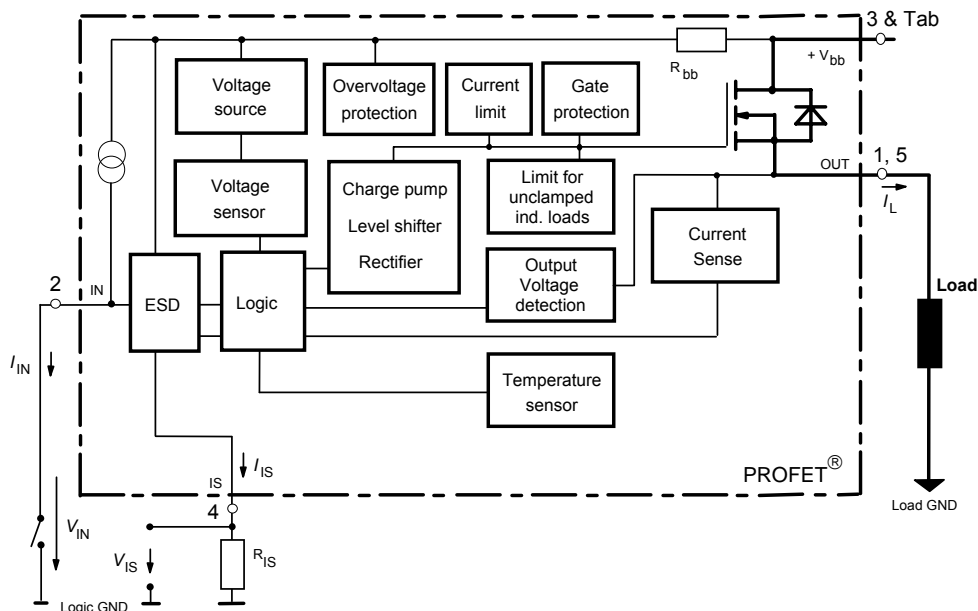 3 & Tab
+ V bb
R bb
Voltage
source
Overvoltage
protection
Current
limit
Gate
protection
Voltage
sensor
Charge pump
Level shifter
Rectifier
Limit for
unclamped
ind. loads
OUT
1, 5
I L
Current
Sense
Output
Voltage
detection
Load
2
IN
ESD
Logic
I IN
Temperature
sensor
I IS
IS
PROFET®
4
Load GND
V IN
V IS
R IS
Logic GND